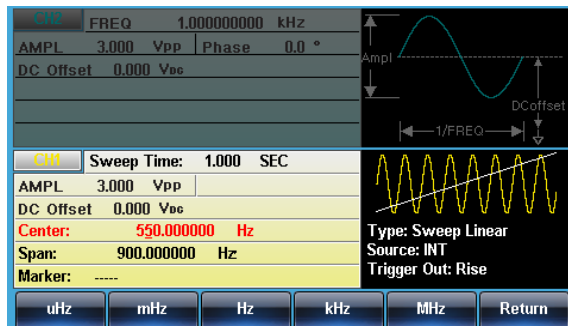 CH2 FREQ 1.000000000 kHz
AMPL 3.000 Vpp Phase 0.0 °
DC Offset 0.000 VDC
Ampl
DCoffset
1/FREQ
CH1 Sweep Time: 1.000 SEC
AMPL 3.000 Vpp
DC Offset 0.000 VDC
Center: 550.000000 Hz
Span: 900.000000 Hz
Marker: -----
Type: Sweep Linear
Source: INT
Trigger Out: Rise
uHz mHz Hz kHz MHz Return